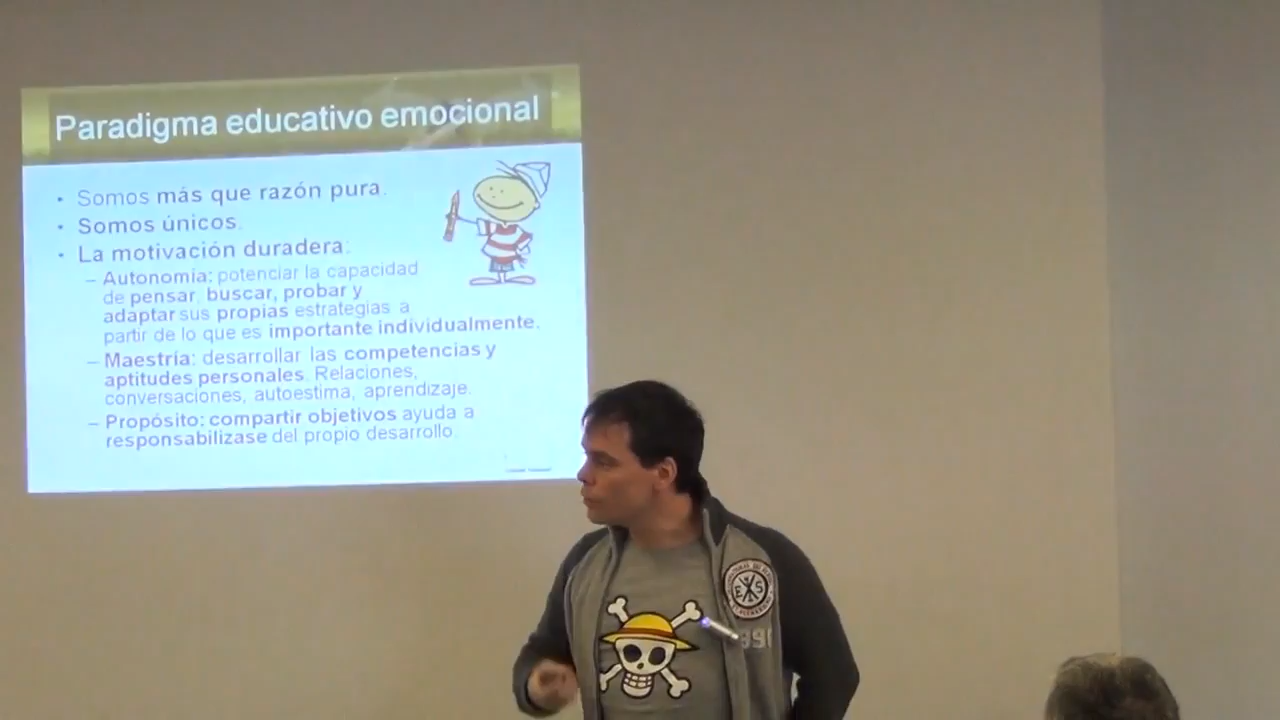 Paradigma educativo emocional
• Somos más que razón pura.
• Somos únicos.
• La motivación duradera:
– Autonomía: potenciar la capacidad
de pensar, buscar, probar y
adaptar sus propias estrategias a
partir de lo que es importante individualmente.
– Maestría: desarrollar las competencias y
aptitudes personales. Relaciones,
conversaciones, autoestima, aprendizaje.
– Propósito: compartir objetivos ayuda a
responsabilizase del propio desarrollo.
E S